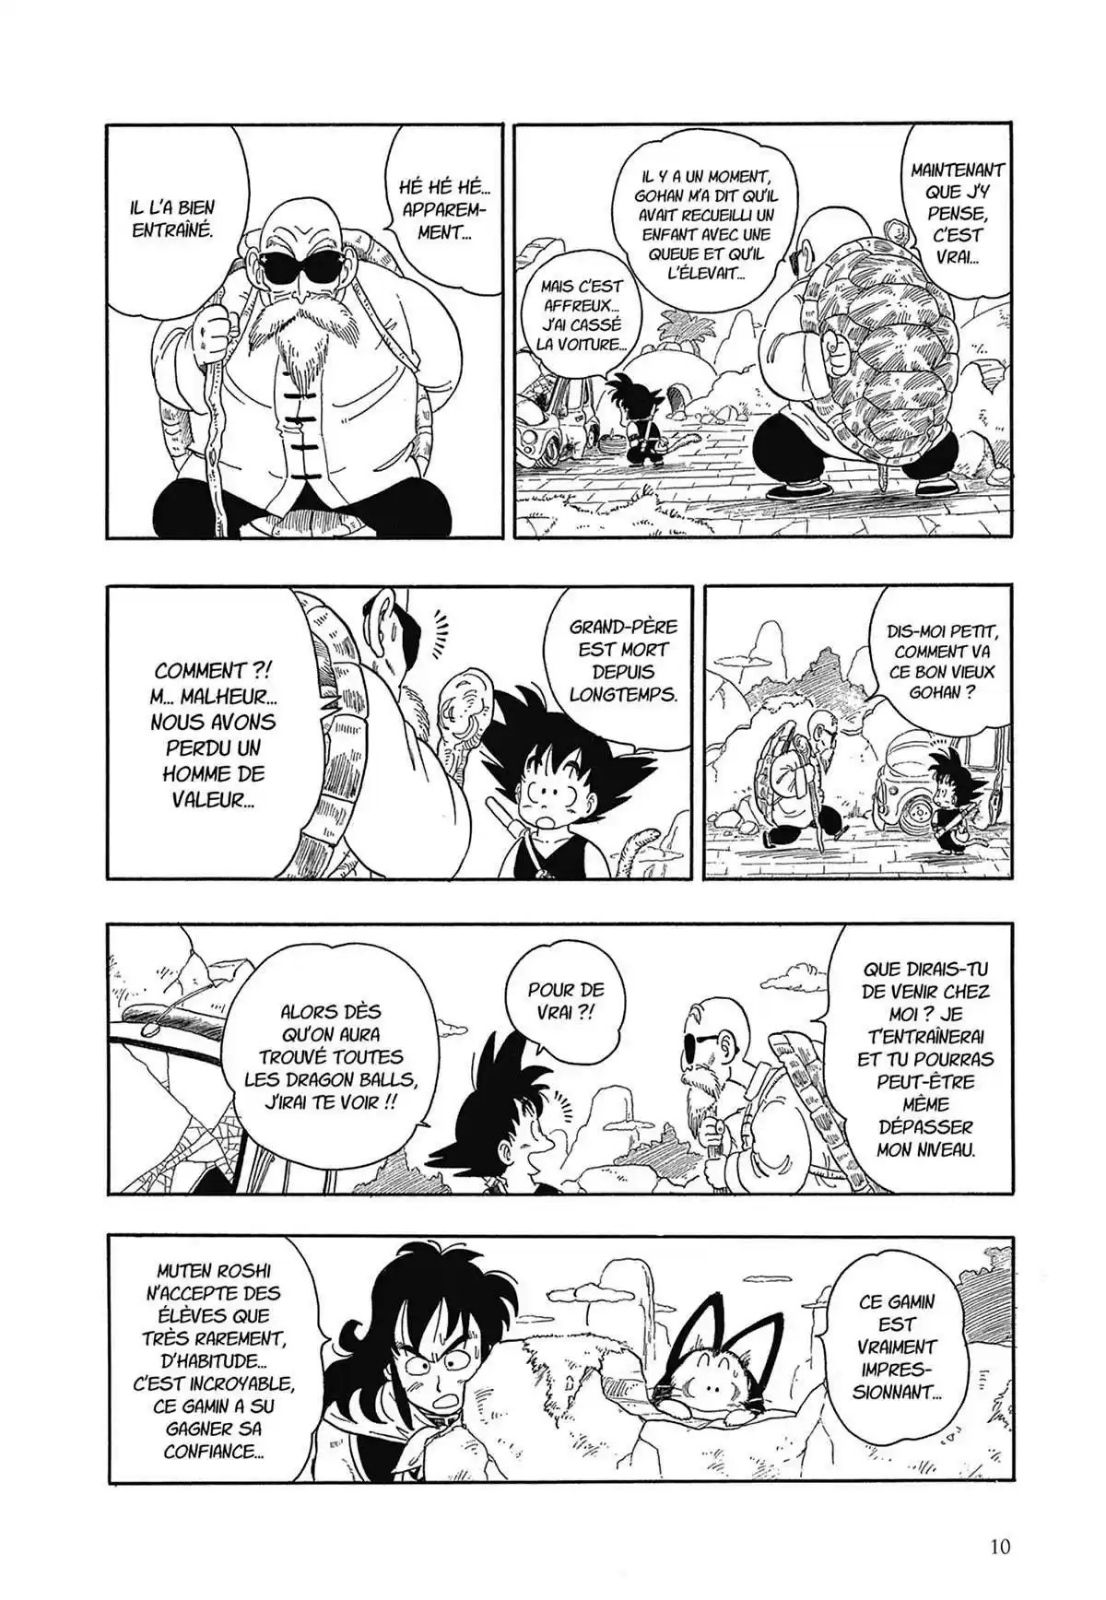 MAINTENANT
QUE J'Y
PENSE,
C'EST
VRAI...
IL Y A UN MOMENT,
GOHAN M'A DIT QU'IL
AVAIT RECUEILLI UN
ENFANT AVEC UNE
QUEUE ET QU'IL
L'ÉLEVAIT...
MAIS C'EST
AFFREUX...
J'AI CASSÉ
LA VOITURE...
HÉ HÉ HÉ...
APPAREM-
MENT...
IL L'A BIEN
ENTRAÎNÉ.
DIS-MOI PETIT,
COMMENT VA
CE BON VIEUX
GOHAN ?
GRAND-PÈRE
EST MORT
DEPUIS
LONGTEMPS.
COMMENT ?!
M... MALHEUR...
NOUS AVONS
PERDU UN
HOMME DE
VALEUR...
QUE DIRAIS-TU
DE VENIR CHEZ
MOI ? JE
T'ENTRAÎNERAI
ET TU POURRAS
PEUT-ÊTRE
MÊME
DÉPASSER
MON NIVEAU.
POUR DE
VRAI ?!
ALORS DÈS
QU'ON AURA
TROUVÉ TOUTES
LES DRAGON BALLS,
J'IRAI TE VOIR !!
CE GAMIN
EST
VRAIMENT
IMPRES-
SIONNANT...
MUTEN ROSHI
N'ACCEPTE DES
ÉLÈVES QUE
TRÈS RAREMENT,
D'HABITUDE...
C'EST INCROYABLE,
CE GAMIN A SU
GAGNER SA
CONFIANCE...
10